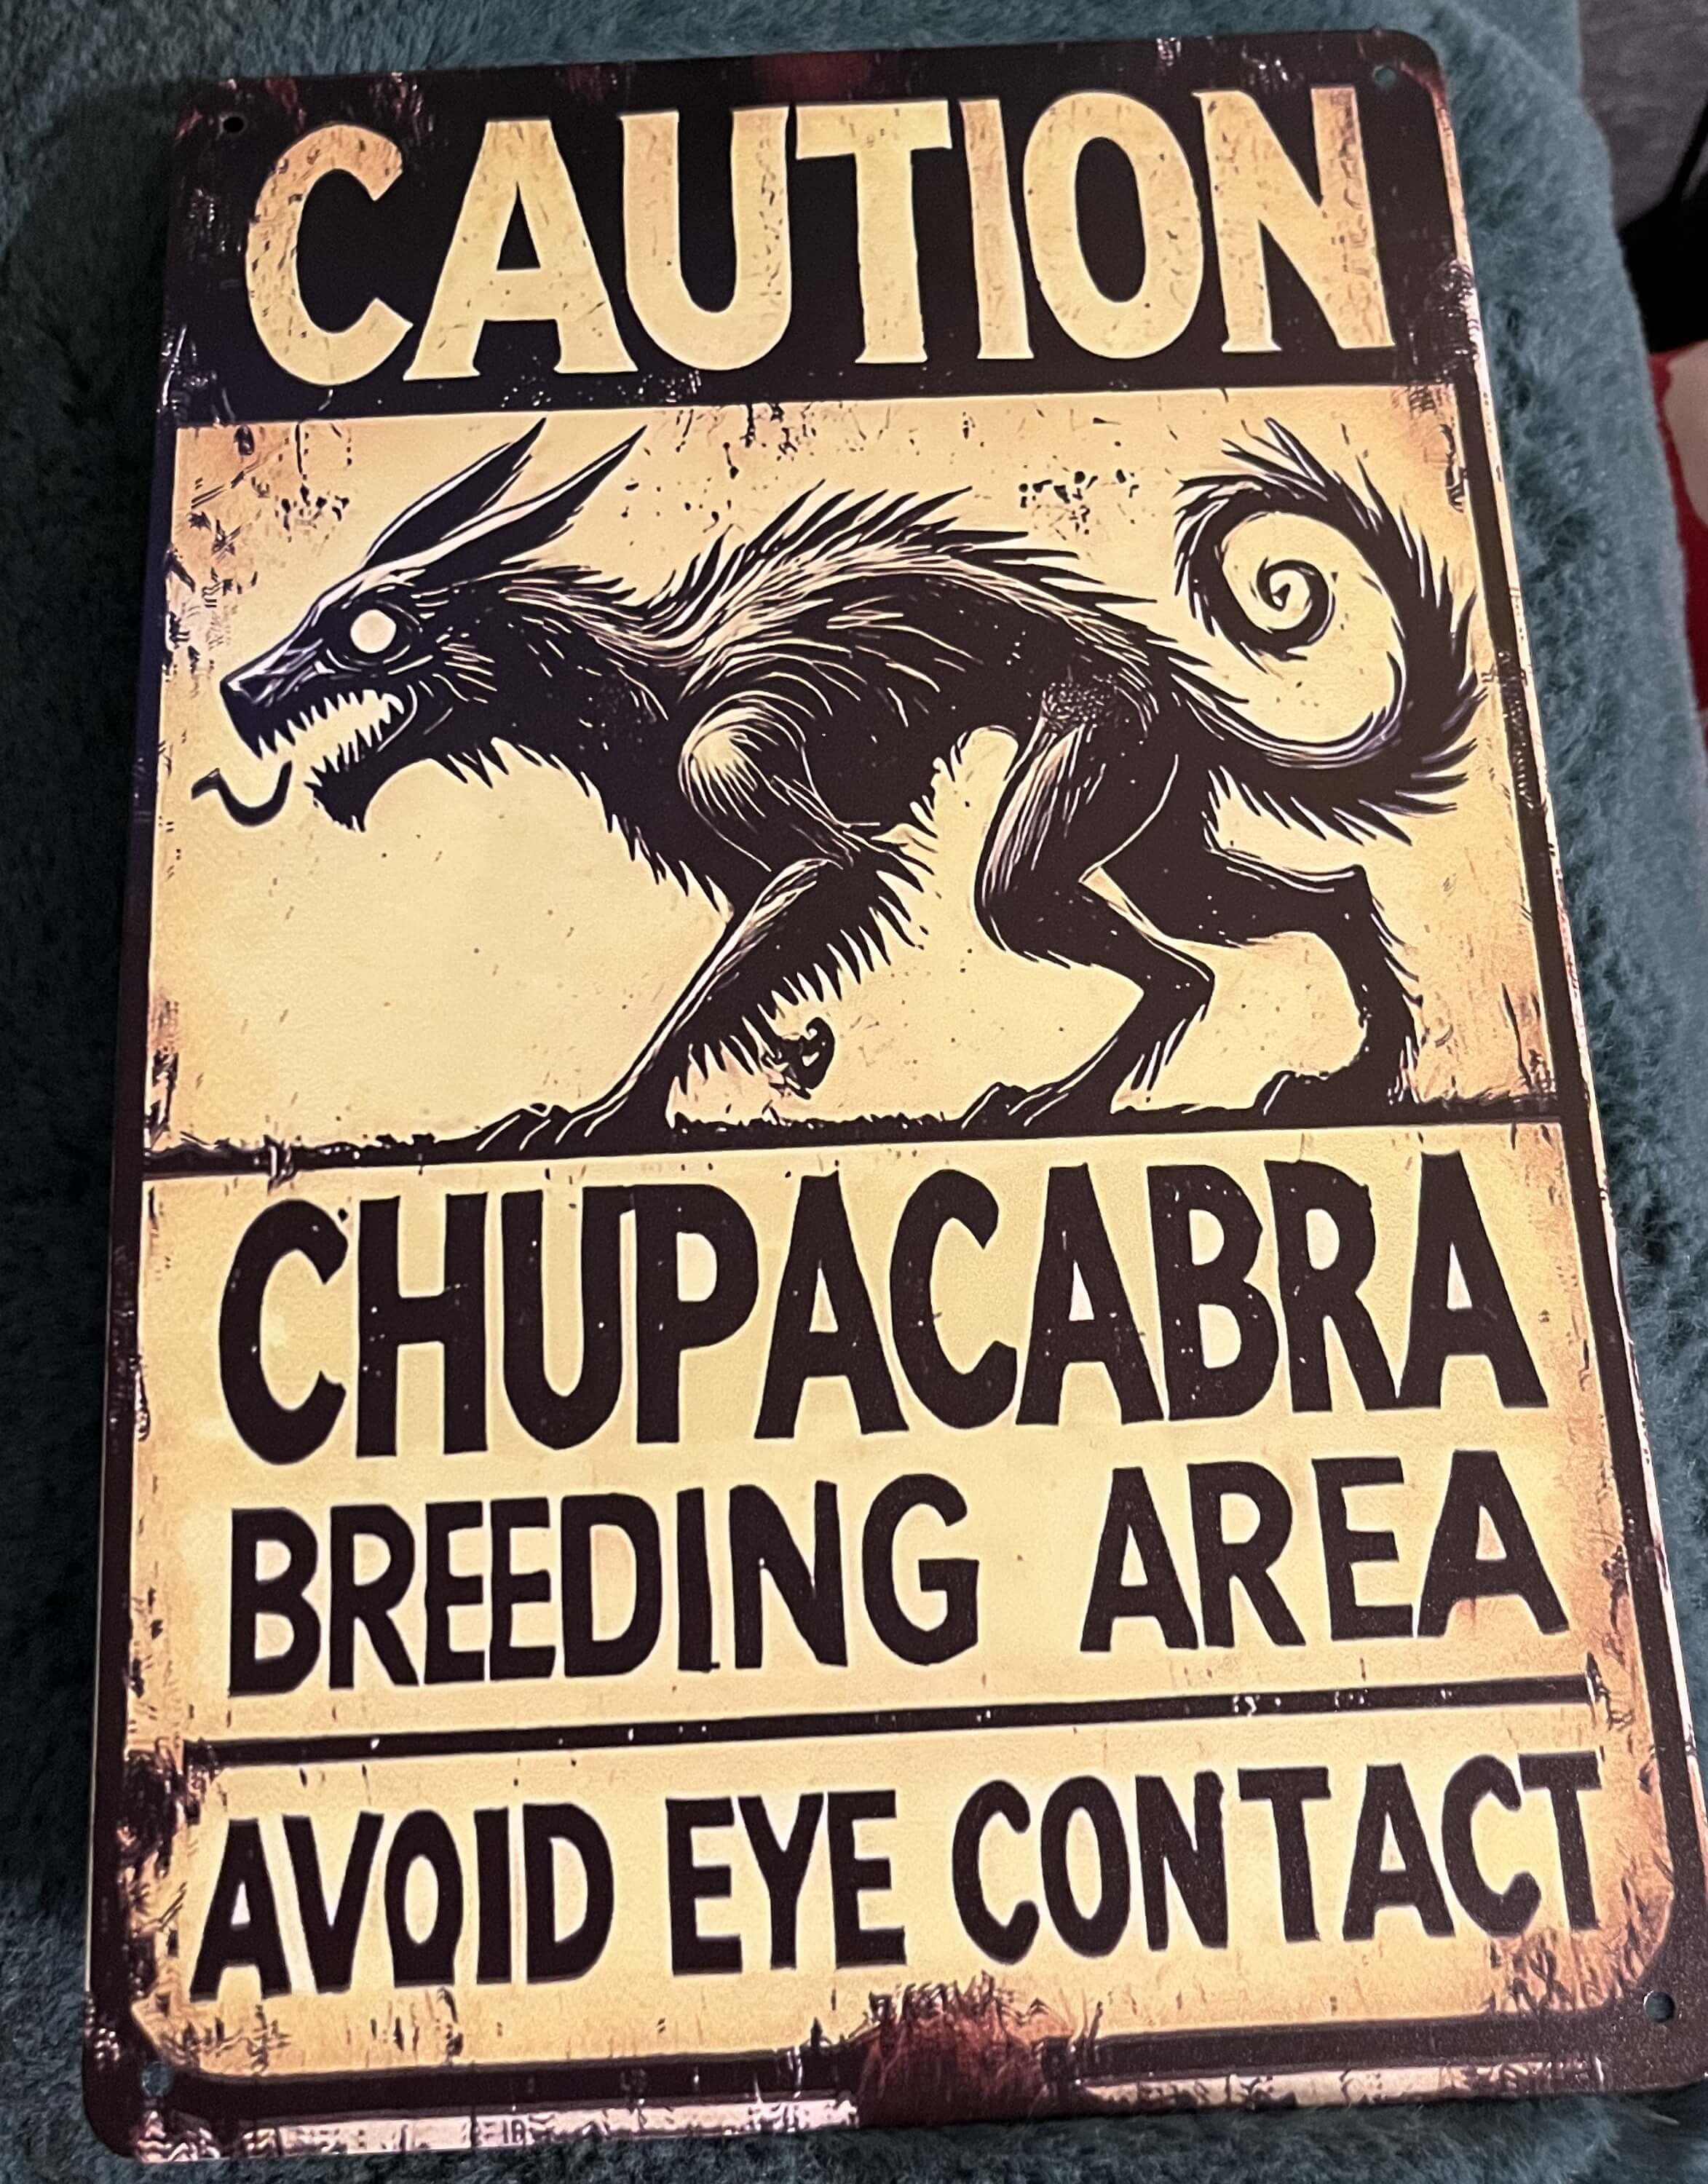 CAUTION
CHUPACABRA
BREEDING AREA
AVOID EYE CONTACT